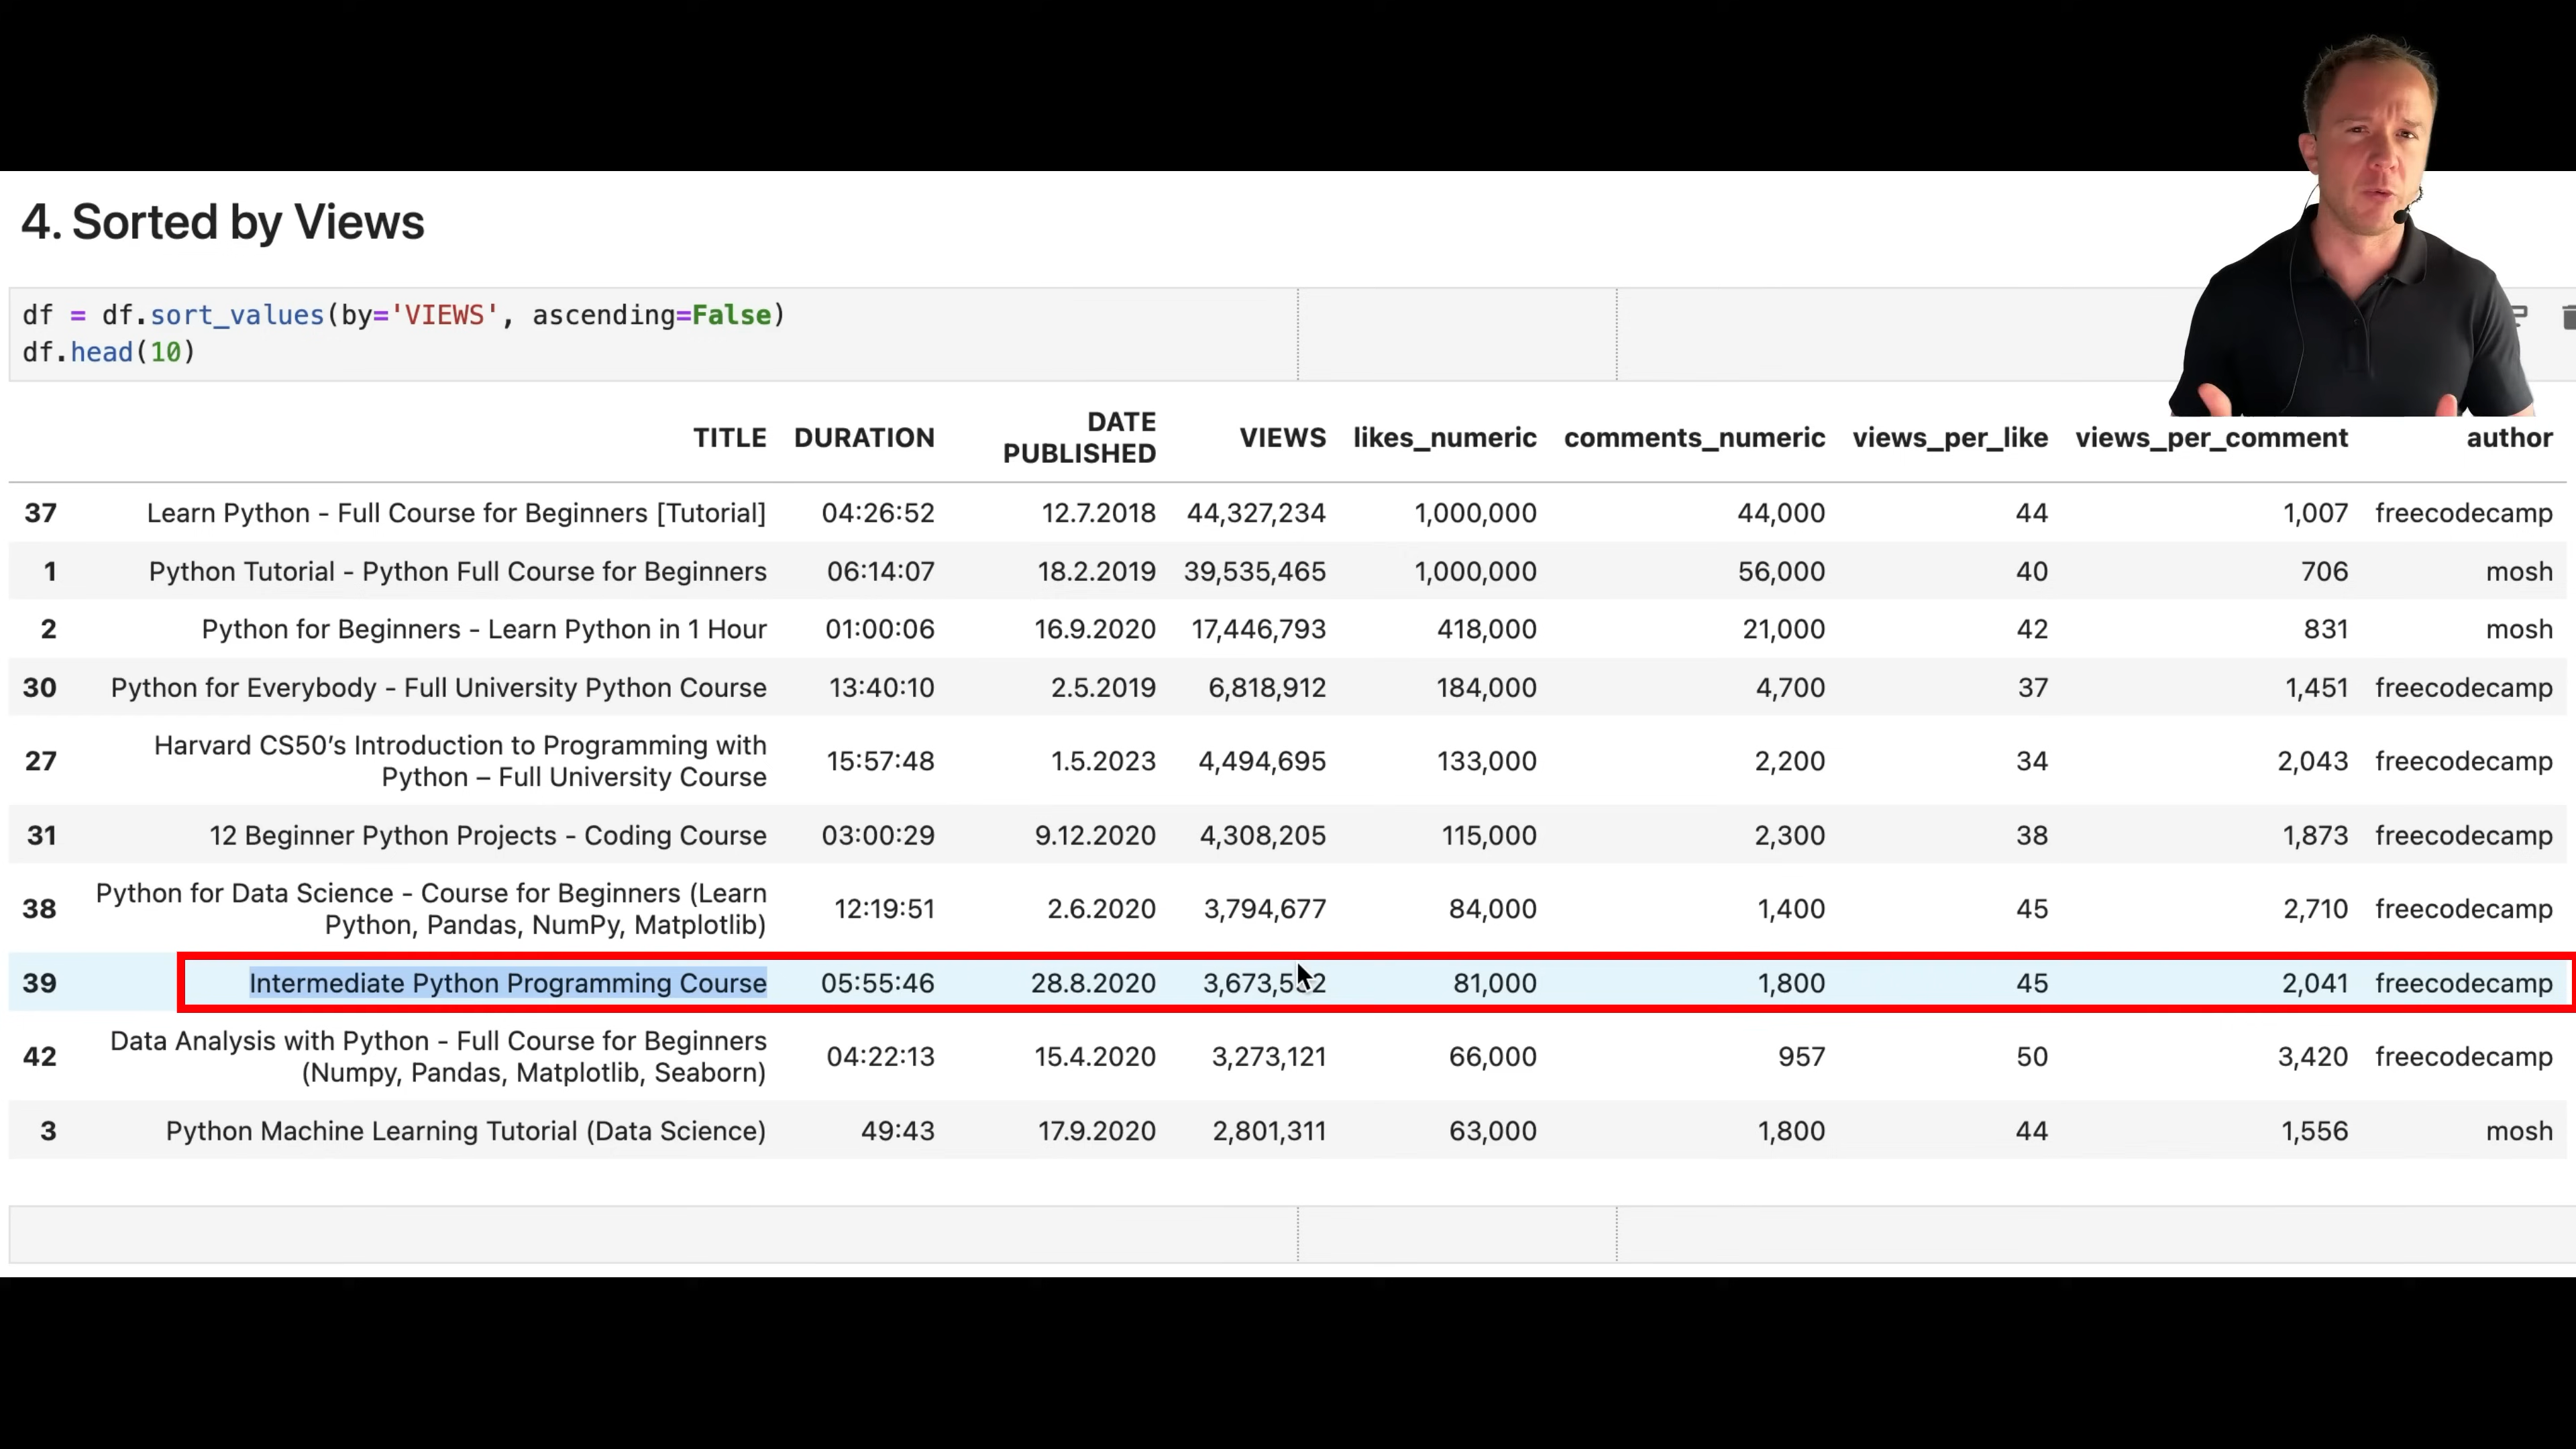 4. Sorted by Views
df = df.sort_values(by='VIEWS', ascending=False)
df.head(10)
TITLE DURATION DATE PUBLISHED VIEWS likes_numeric comments_numeric views_per_like views_per_comment author
37 Learn Python - Full Course for Beginners [Tutorial] 04:26:52 12.7.2018 44,327,234 1,000,000 44,000 44 1,007 freecodecamp
1 Python Tutorial - Python Full Course for Beginners 06:14:07 18.2.2019 39,535,465 1,000,000 56,000 40 706 mosh
2 Python for Beginners - Learn Python in 1 Hour 01:00:06 16.9.2020 17,446,793 418,000 21,000 42 831 mosh
30 Python for Everybody - Full University Python Course 13:40:10 2.5.2019 6,818,912 184,000 4,700 37 1,451 freecodecamp
27 Harvard CS50’s Introduction to Programming with Python – Full University Course 15:57:48 1.5.2023 4,494,695 133,000 2,200 34 2,043 freecodecamp
31 12 Beginner Python Projects - Coding Course 03:00:29 9.12.2020 4,308,205 115,000 2,300 38 1,873 freecodecamp
38 Python for Data Science - Course for Beginners (Learn Python, Pandas, NumPy, Matplotlib) 12:19:51 2.6.2020 3,794,677 84,000 1,400 45 2,710 freecodecamp
39 Intermediate Python Programming Course 05:55:46 28.8.2020 81,000 1,800 45 2,041 freecodecamp
42 Data Analysis with Python - Full Course for Beginners (Numpy, Pandas, Matplotlib, Seaborn) 04:22:13 15.4.2020 3,273,121 66,000 957 50 3,420 freecodecamp
3 Python Machine Learning Tutorial (Data Science) 49:43 17.9.2020 2,801,311 63,000 1,800 44 1,556 mosh